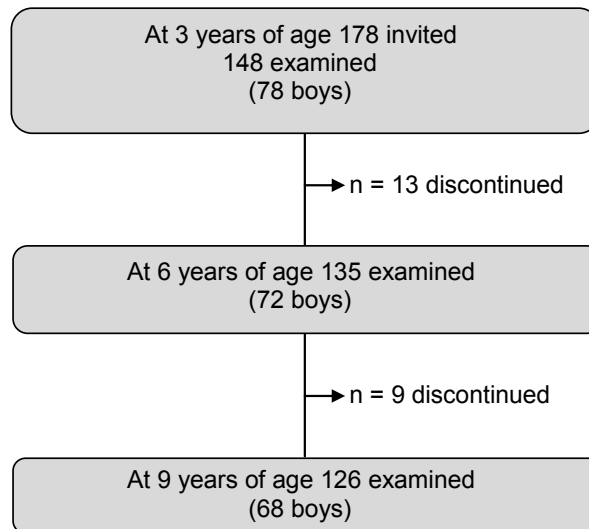 At 3 years of age 178 invited
148 examined
(78 boys)
n = 13 discontinued
At 6 years of age 135 examined
(72 boys)
n = 9 discontinued
At 9 years of age 126 examined
(68 boys)